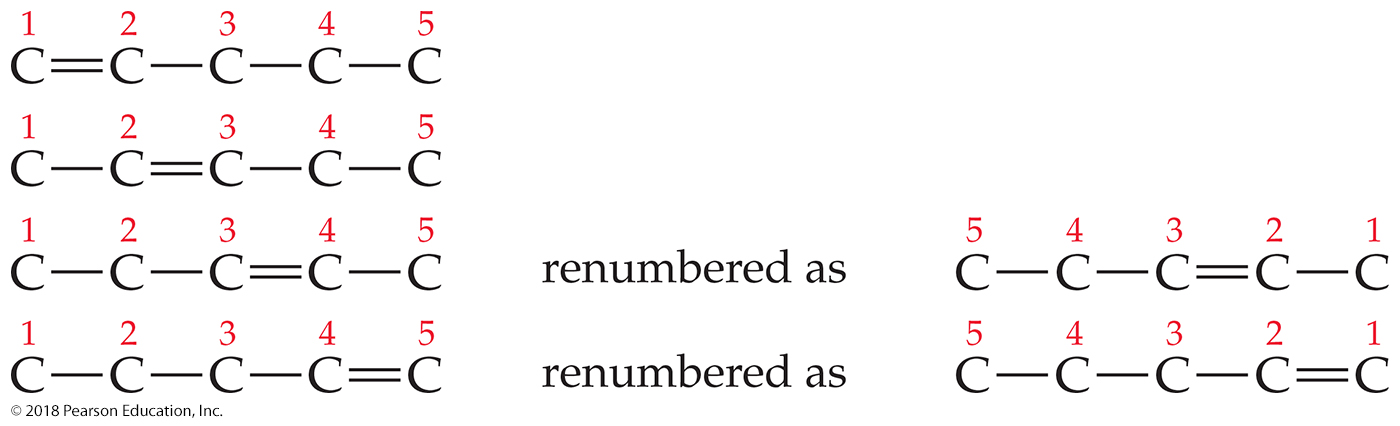 1 2 3 4 5
C=C—C—C—C
1 2 3 4 5
C—C=C—C—C
1 2 3 4 5 5 4 3 2 1
C—C—C=C—C renumbered as C—C—C=C—C
1 2 3 4 5 5 4 3 2 1
C—C—C—C=C renumbered as C—C—C—C=C
© 2018 Pearson Education, Inc.